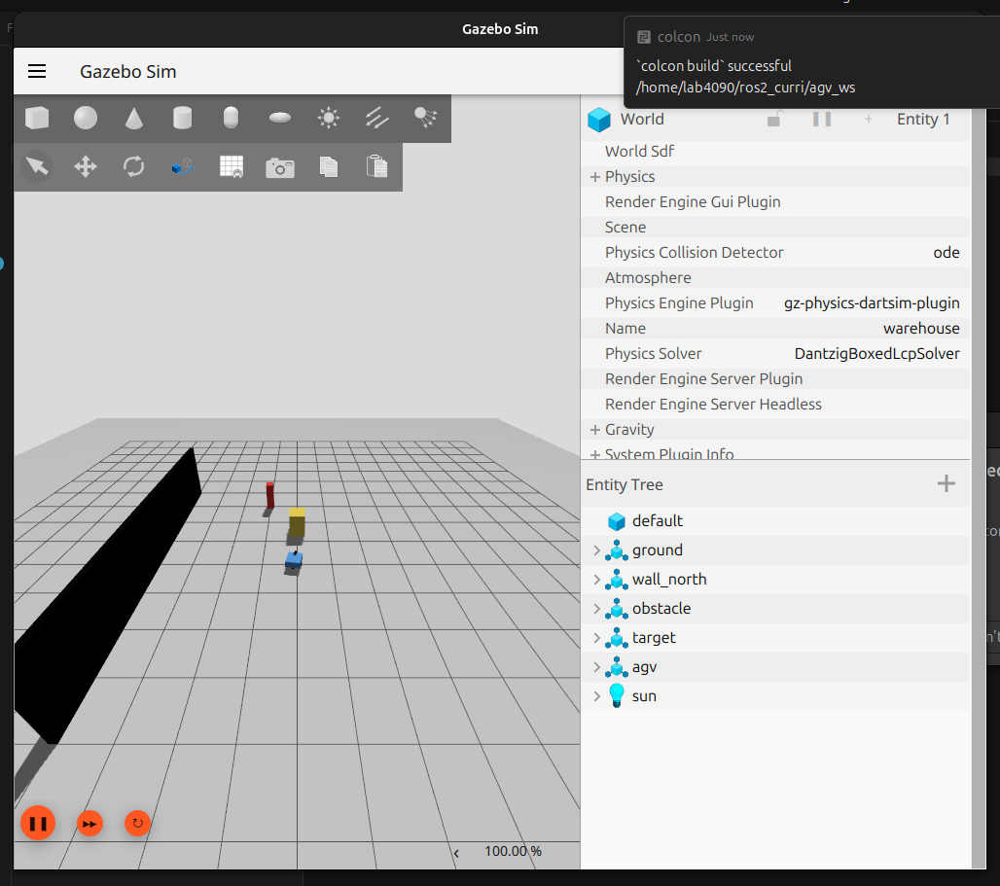 Gazebo Sim
colcon Just now
`colcon build` successful
/home/lab4090/ros2_curri/agv_ws
Gazebo Sim
World Entity 1
World Sdf
Physics
Render Engine Gui Plugin
Scene
Physics Collision Detector ode
Atmosphere
Physics Engine Plugin gz-physics-dartsim-plugin
Name warehouse
Physics Solver DantzigBoxedLcpSolver
Render Engine Server Plugin
Render Engine Server Headless
Gravity
System Plugin Info
Entity Tree
default
ground
wall_north
obstacle
target
agv
sun
100.00 %